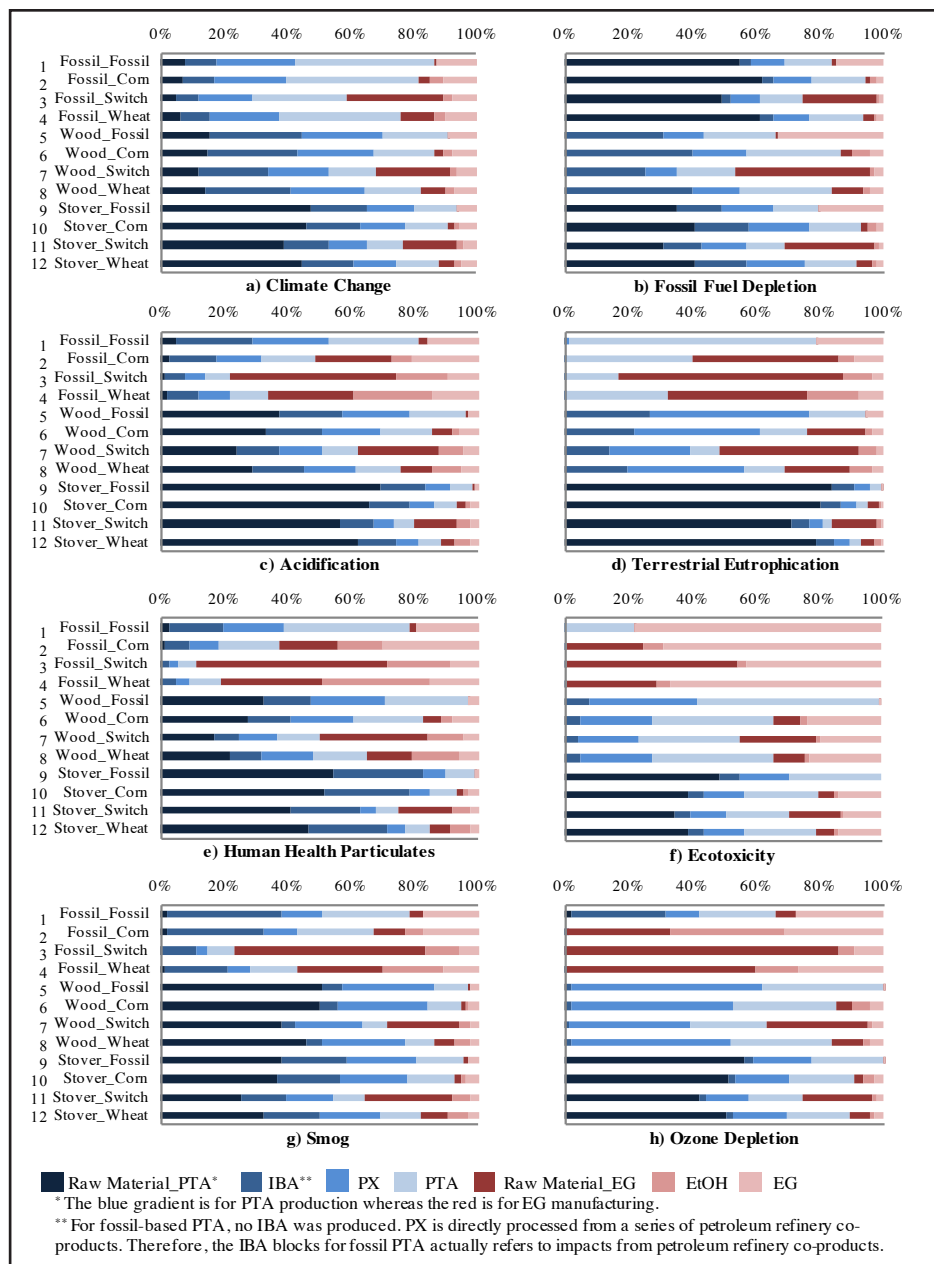 0% 20% 40% 60% 80% 100% 0% 20% 40% 60% 80% 100%
1 Fossil_Fossil
2 Fossil_Corn
3 Fossil_Switch
4 Fossil_Wheat
5 Wood_Fossil
6 Wood_Corn
7 Wood_Switch
8 Wood_Wheat
9 Stover_Fossil
10 Stover_Corn
11 Stover_Switch
12 Stover_Wheat
a) Climate Change b) Fossil Fuel Depletion
0% 20% 40% 60% 80% 100% 0% 20% 40% 60% 80% 100%
1 Fossil_Fossil
2 Fossil_Corn
3 Fossil_Switch
4 Fossil_Wheat
5 Wood_Fossil
6 Wood_Corn
7 Wood_Switch
8 Wood_Wheat
9 Stover_Fossil
10 Stover_Corn
11 Stover_Switch
12 Stover_Wheat
c) Acidification d) Terrestrial Eutrophication
0% 20% 40% 60% 80% 100% 0% 20% 40% 60% 80% 100%
1 Fossil_Fossil
2 Fossil_Corn
3 Fossil_Switch
4 Fossil_Wheat
5 Wood_Fossil
6 Wood_Corn
7 Wood_Switch
8 Wood_Wheat
9 Stover_Fossil
10 Stover_Corn
11 Stover_Switch
12 Stover_Wheat
e) Human Health Particulates f) Ecotoxicity
0% 20% 40% 60% 80% 100% 0% 20% 40% 60% 80% 100%
1 Fossil_Fossil
2 Fossil_Corn
3 Fossil_Switch
4 Fossil_Wheat
5 Wood_Fossil
6 Wood_Corn
7 Wood_Switch
8 Wood_Wheat
9 Stover_Fossil
10 Stover_Corn
11 Stover_Switch
12 Stover_Wheat
g) Smog h) Ozone Depletion
Raw Material_PTA* IBA** PX PTA Raw Material_EG EtOH EG
* The blue gradient is for PTA production whereas the red is for EG manufacturing.
** For fossil-based PTA, no IBA was produced. PX is directly processed from a series of petroleum refinery co-
products. Therefore, the IBA blocks for fossil PTA actually refers to impacts from petroleum refinery co-products.